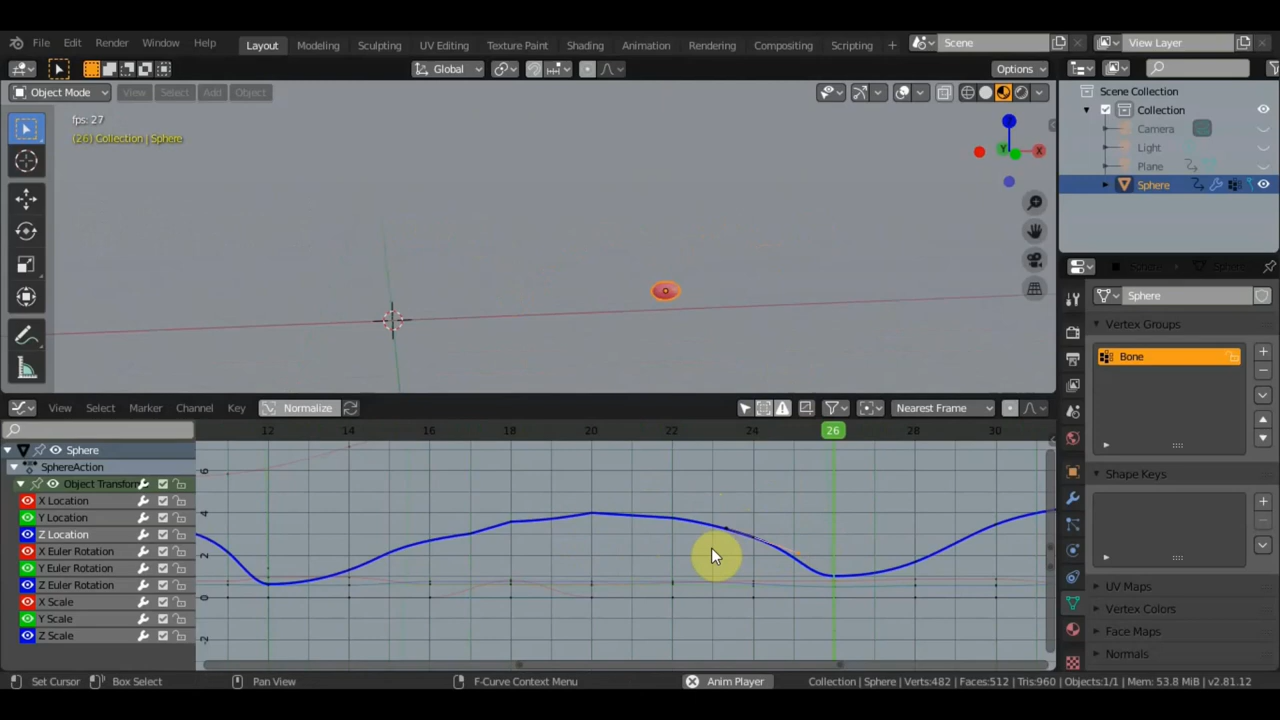 File Edit Render Window Help Layout Modeling Sculpting UV Editing Texture Paint Shading Animation Rendering Compositing Scripting + Scene View Layer
Global Options
Object Mode View Select Add Object
fps: 27
(26) Collection | Sphere
Z
Y
X
Scene Collection
Collection
Camera
Light
Plane
Sphere
Sphere
Sphere
Vertex Groups
Bone
Shape Keys
UV Maps
Vertex Colors
Face Maps
Normals
View Select Marker Channel Key Normalize Nearest Frame
12 14 16 18 20 22 24 26 28 30
6
4
2
0
-2
Sphere
SphereAction
Object Transform
X Location
Y Location
Z Location
X Euler Rotation
Y Euler Rotation
Z Euler Rotation
X Scale
Y Scale
Z Scale
Set Cursor Box Select Pan View F-Curve Context Menu Anim Player Collection | Sphere | Verts:482 | Faces:512 | Tris:960 | Objects:1/1 | Mem: 53.8 MiB | v2.81.12